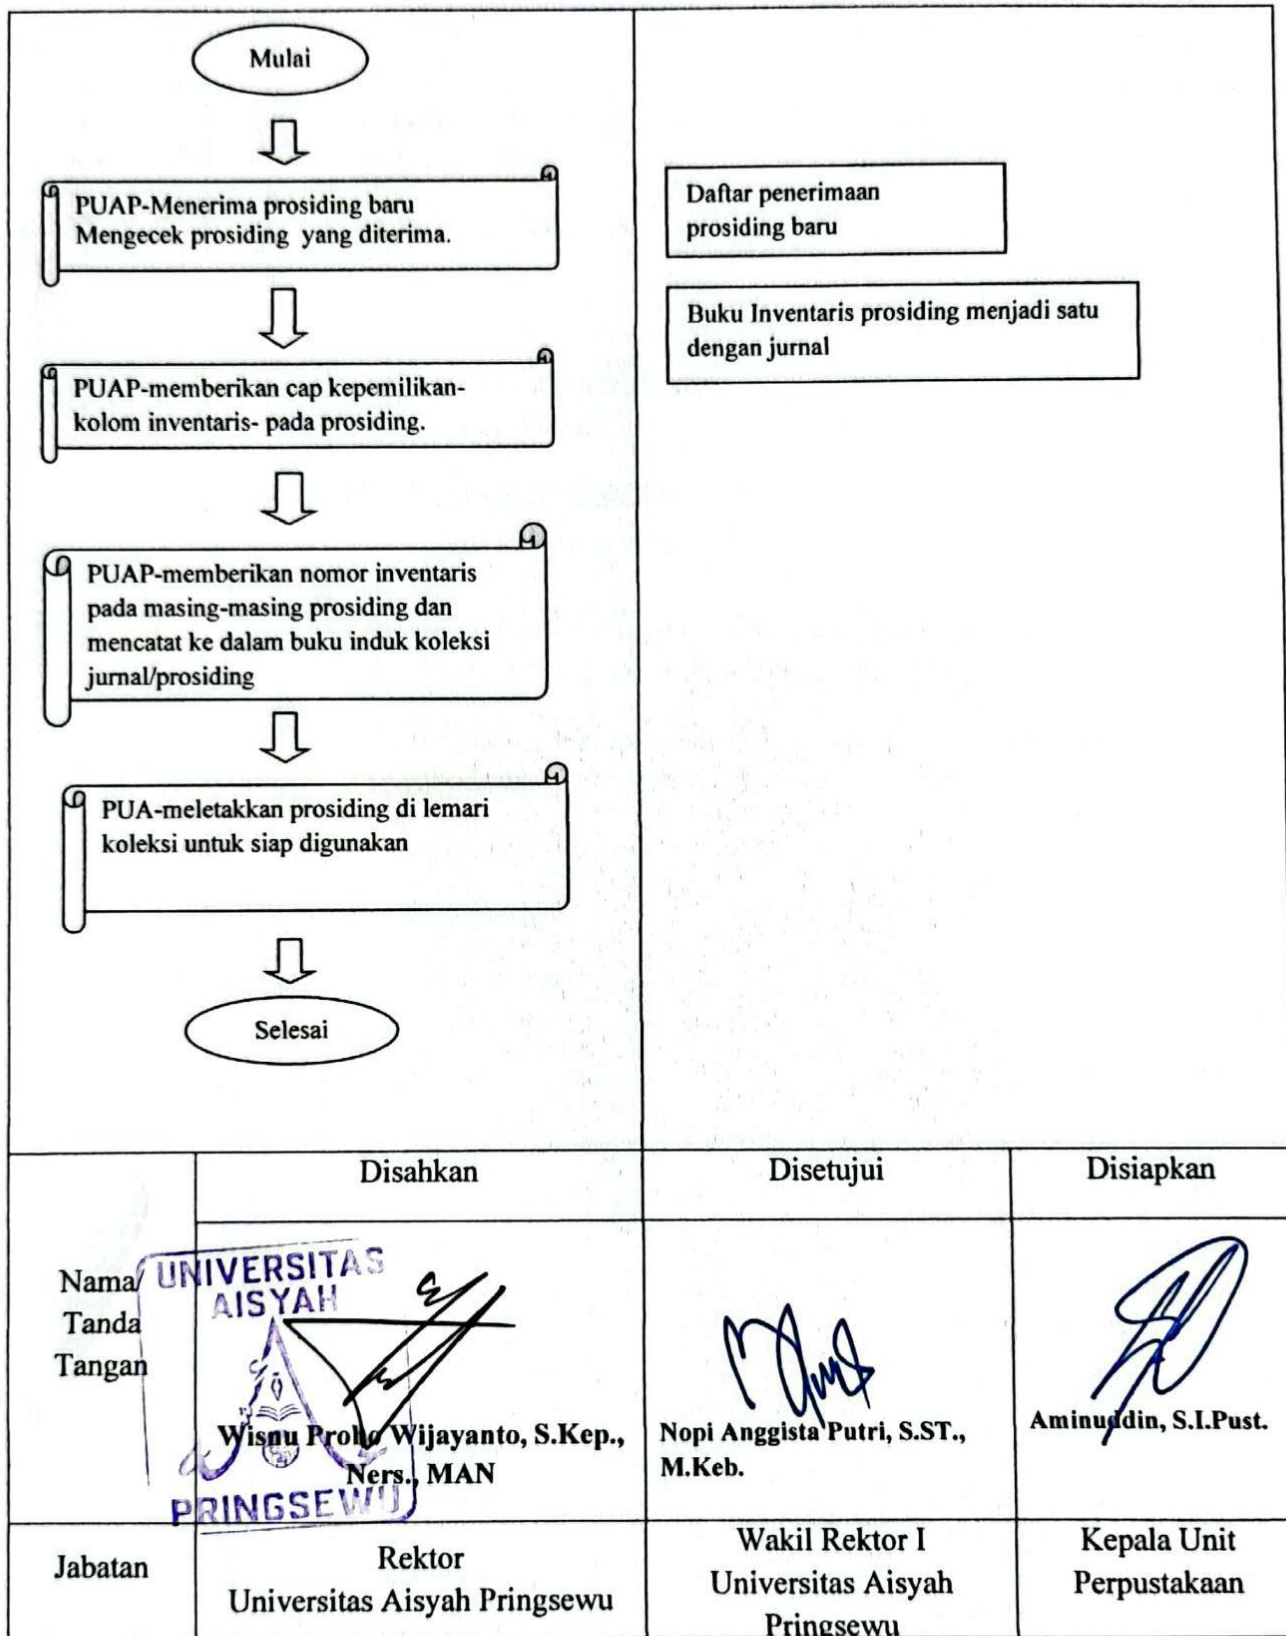 Mulai
PUAP-Menerima prosiding baru
Mengecek prosiding yang diterima.
PUAP-memberikan cap kepemilikan-
kolom inventaris- pada prosiding.
PUAP-memberikan nomor inventaris
pada masing-masing prosiding dan
mencatat ke dalam buku induk koleksi
jurnal/prosiding
PUA-meletakkan prosiding di lemari
koleksi untuk siap digunakan
Selesai
Daftar penerimaan
prosiding baru
Buku Inventaris prosiding menjadi satu
dengan jurnal
Disahkan
Disetujui
Disiapkan
Nama/
Tanda
Tangan
UNIVERSITAS
AISYAH
PRINGSEWU
Wisnu Probo Wijayanto, S.Kep.,
Ners., MAN
Nopi Anggista Putri, S.ST.,
M.Keb.
Aminuddin, S.I.Pust.
Jabatan
Rektor
Universitas Aisyah Pringsewu
Wakil Rektor I
Universitas Aisyah
Pringsewu
Kepala Unit
Perpustakaan